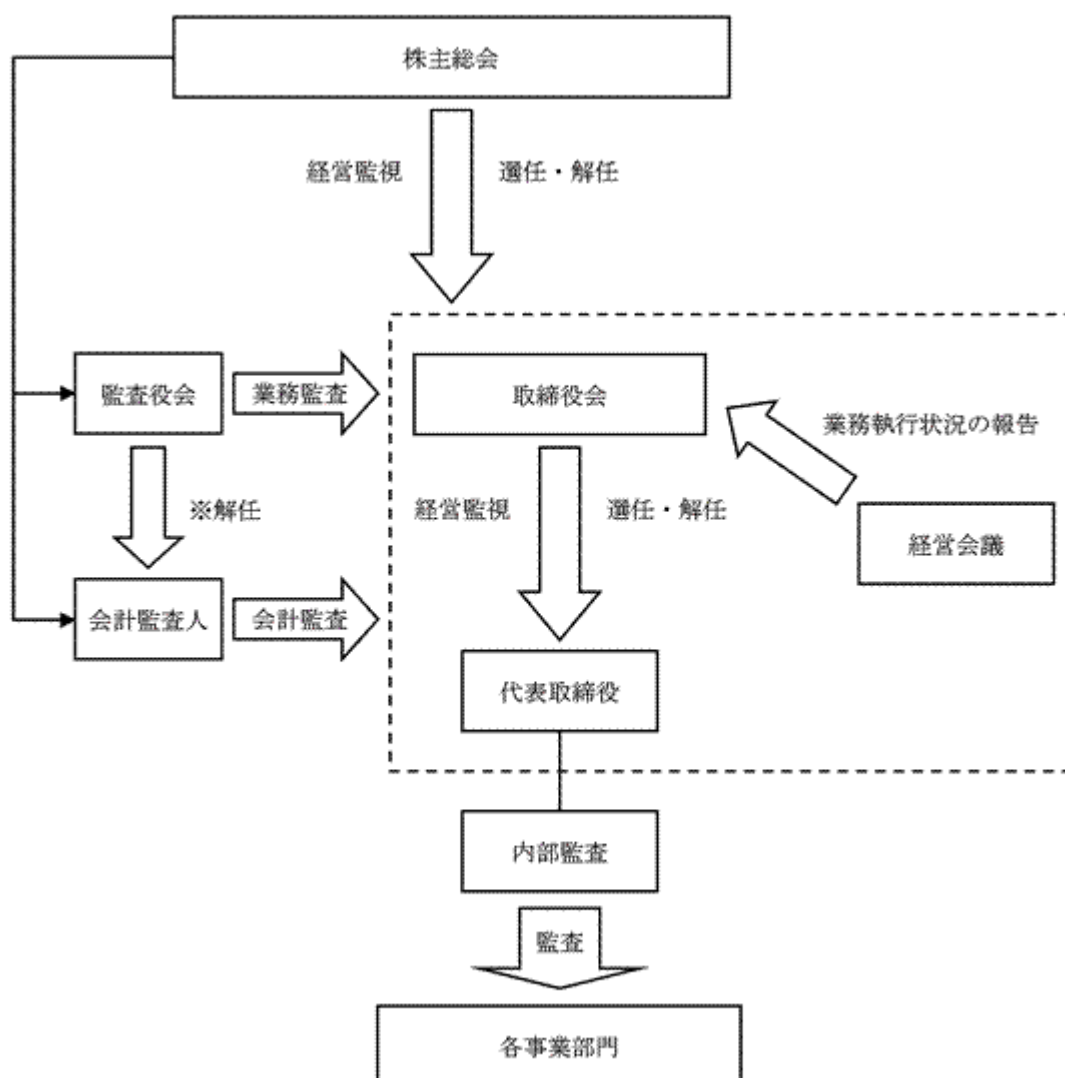 株主総会
経営監視
選任・解任
監査役会
業務監査
取締役会
業務執行状況の報告
※解任
経営監視
選任・解任
経営会議
会計監査人
会計監査
代表取締役
内部監査
監査
各事業部門